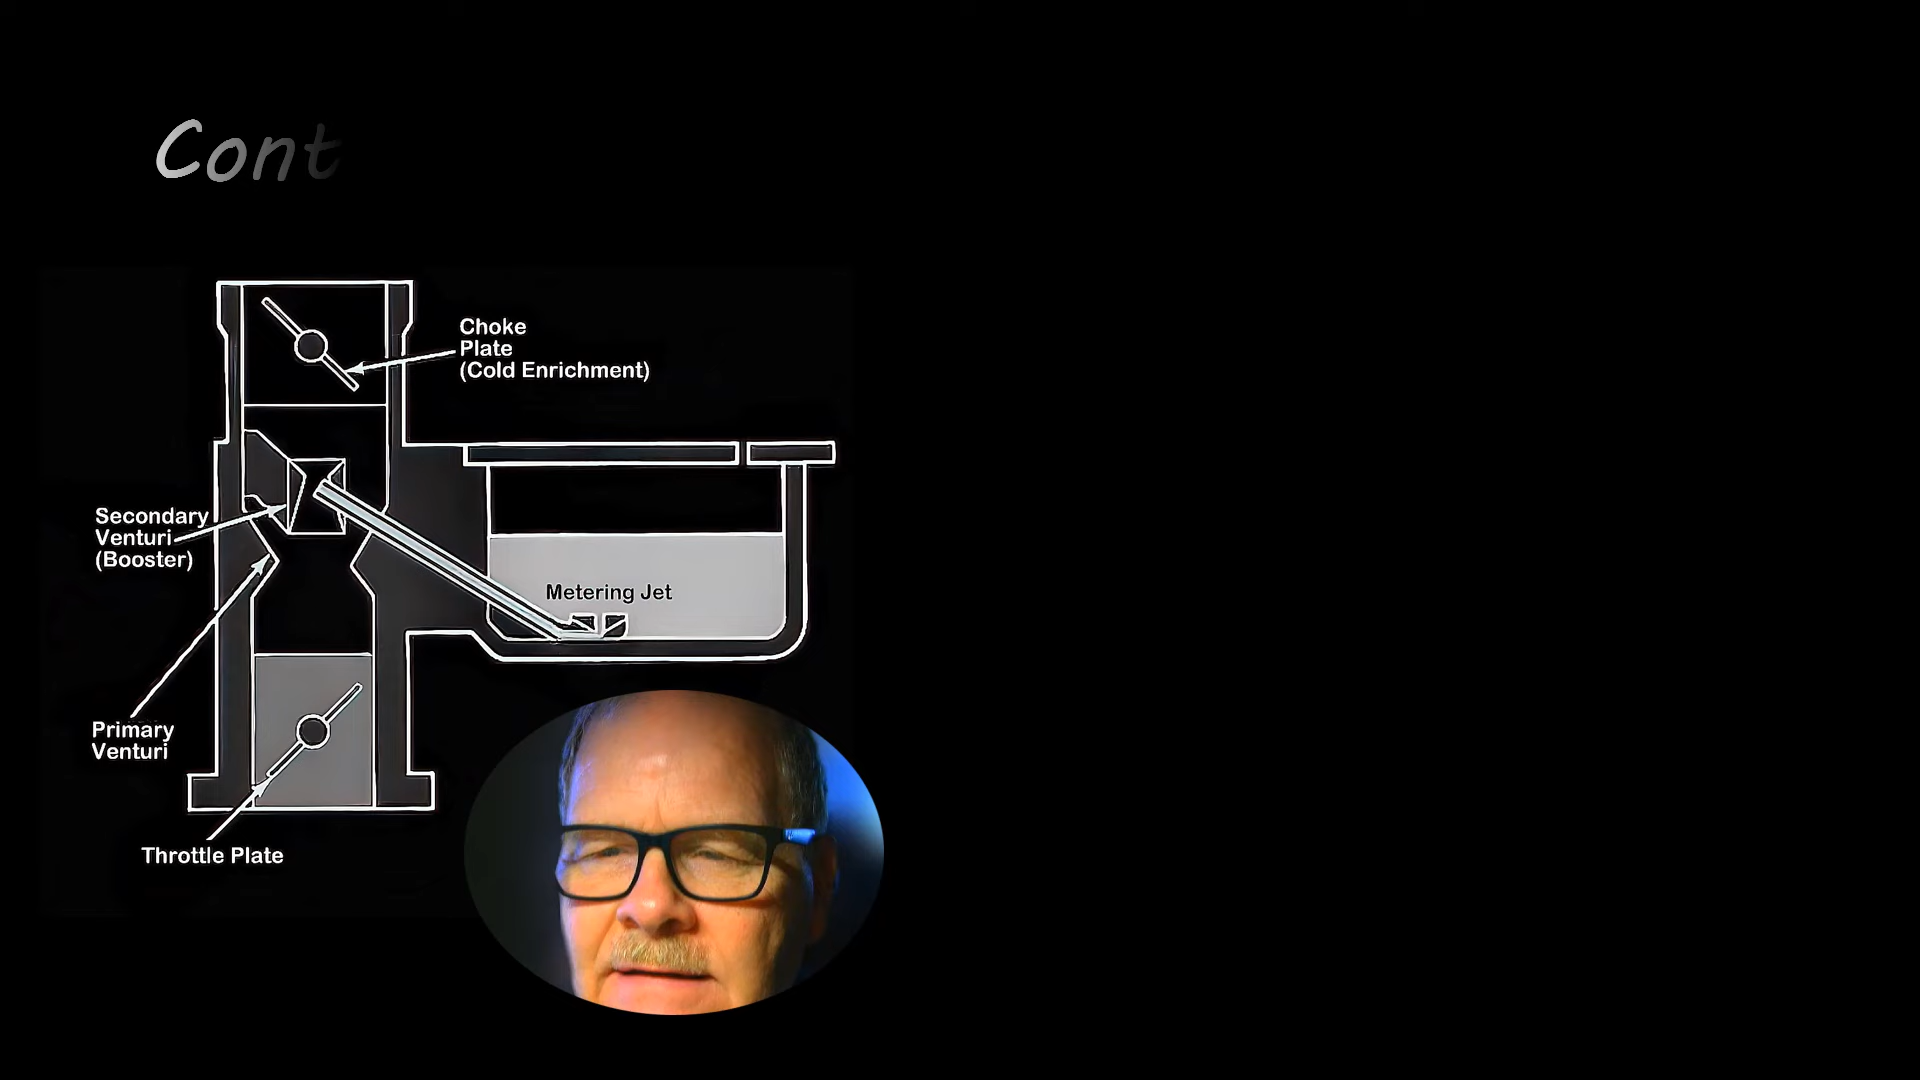 Cont
Choke
Plate
(Cold Enrichment)
Secondary
Venturi
(Booster)
Metering Jet
Primary
Venturi
Throttle Plate